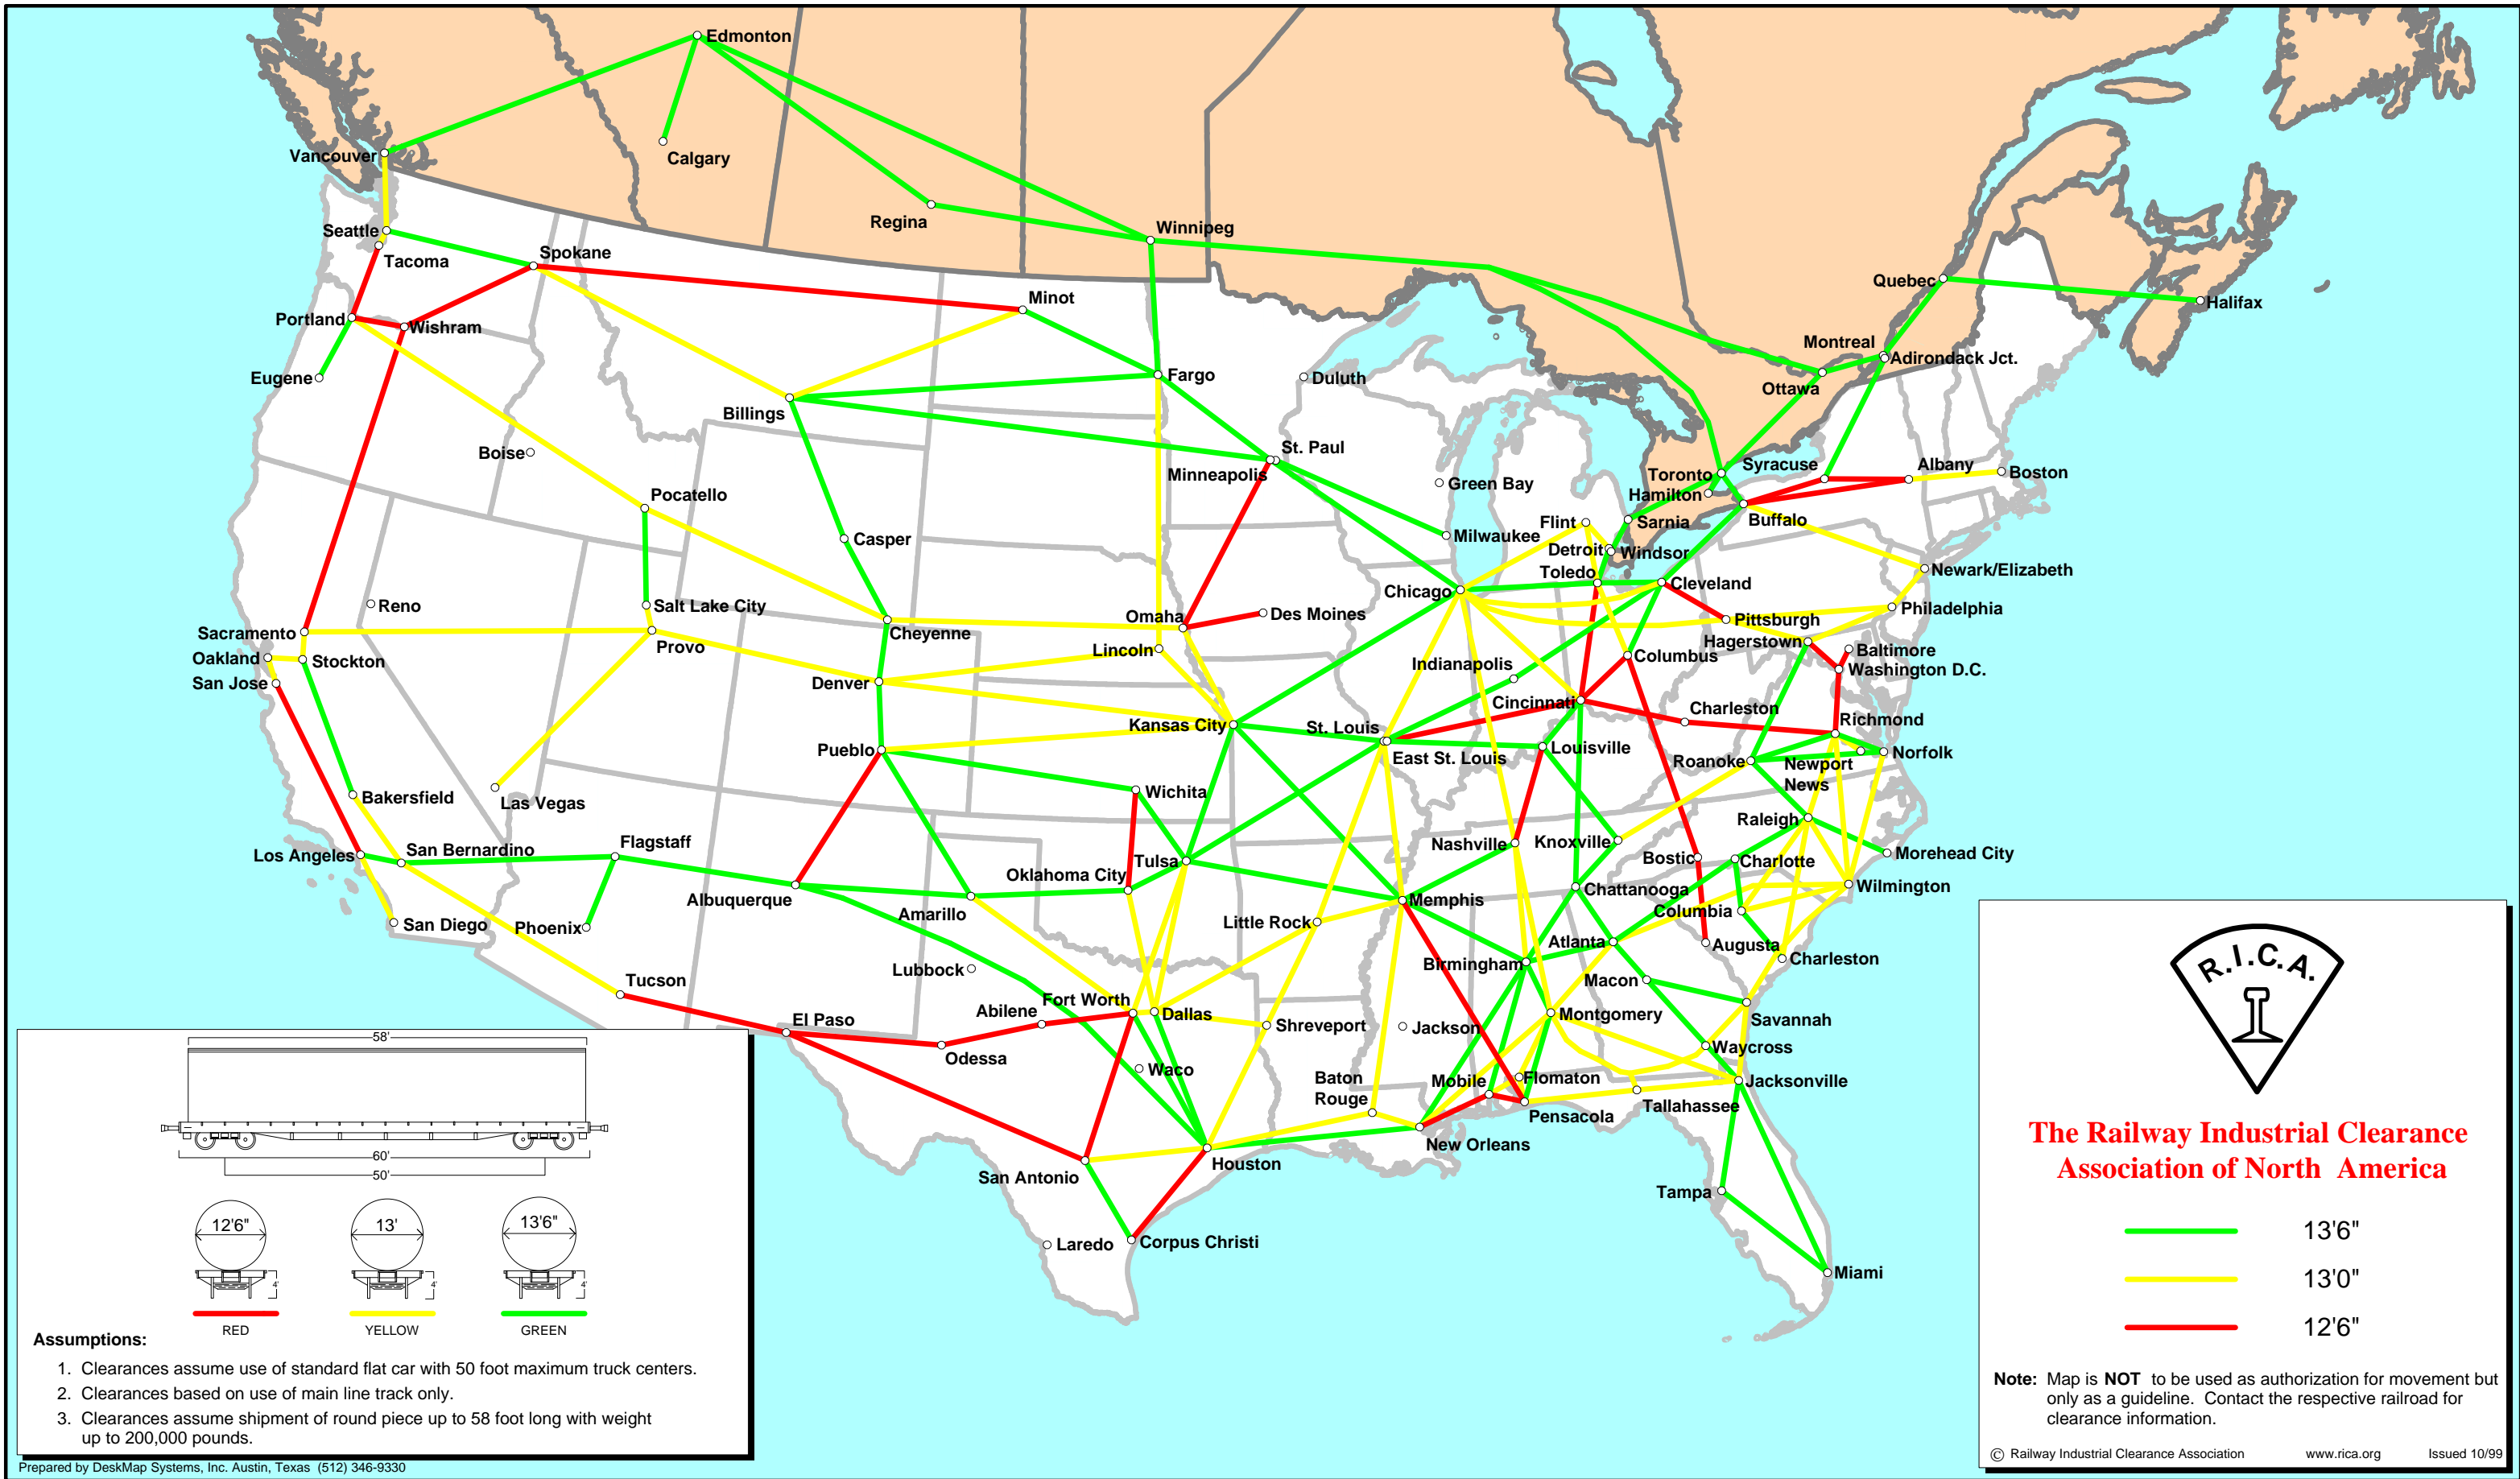 Edmonton
Vancouver
Calgary
Regina
Winnipeg
Seattle
Tacoma
Spokane
Quebec
Halifax
Minot
Portland
Wishram
Montreal
Adirondack Jct.
Ottawa
Eugene
Fargo
Duluth
Billings
St. Paul
Minneapolis
Boise
Toronto
Syracuse
Albany
Boston
Green Bay
Hamilton
Pocatello
Flint
Sarnia
Buffalo
Casper
Milwaukee
Detroit
Windsor
Toledo
Newark/Elizabeth
Cleveland
Chicago
Reno
Salt Lake City
Omaha
Des Moines
Philadelphia
Pittsburgh
Sacramento
Cheyenne
Hagerstown
Oakland
Stockton
Provo
Lincoln
Indianapolis
Columbus
Baltimore
Washington D.C.
San Jose
Denver
Cincinnati
Charleston
Kansas City
St. Louis
Richmond
Pueblo
East St. Louis
Louisville
Roanoke
Newport
News
Norfolk
Bakersfield
Las Vegas
Wichita
Raleigh
Los Angeles
San Bernardino
Flagstaff
Nashville
Knoxville
Bostic
Charlotte
Morehead City
Tulsa
Oklahoma City
Albuquerque
Amarillo
Memphis
Chattanooga
Wilmington
San Diego
Phoenix
Little Rock
Columbia
Atlanta
Augusta
Charleston
Lubbock
Birmingham
Macon
Tucson
Fort Worth
Abilene
Dallas
Shreveport
Jackson
Montgomery
Savannah
El Paso
Odessa
Waco
Waycross
Baton
Rouge
Mobile
Flomaton
Jacksonville
Pensacola
Tallahassee
New Orleans
San Antonio
Houston
Tampa
Laredo
Corpus Christi
Miami
58'
60'
50'
12'6"
13'
13'6"
4'
4'
4'
RED
YELLOW
GREEN
Assumptions:
1. Clearances assume use of standard flat car with 50 foot maximum truck centers.
2. Clearances based on use of main line track only.
3. Clearances assume shipment of round piece up to 58 foot long with weight
up to 200,000 pounds.
Prepared by DeskMap Systems, Inc. Austin, Texas (512) 346-9330
R.I.C.A.
The Railway Industrial Clearance
Association of North America
13'6"
13'0"
12'6"
Note: Map is NOT to be used as authorization for movement but
only as a guideline. Contact the respective railroad for
clearance information.
© Railway Industrial Clearance Association www.rica.org Issued 10/99